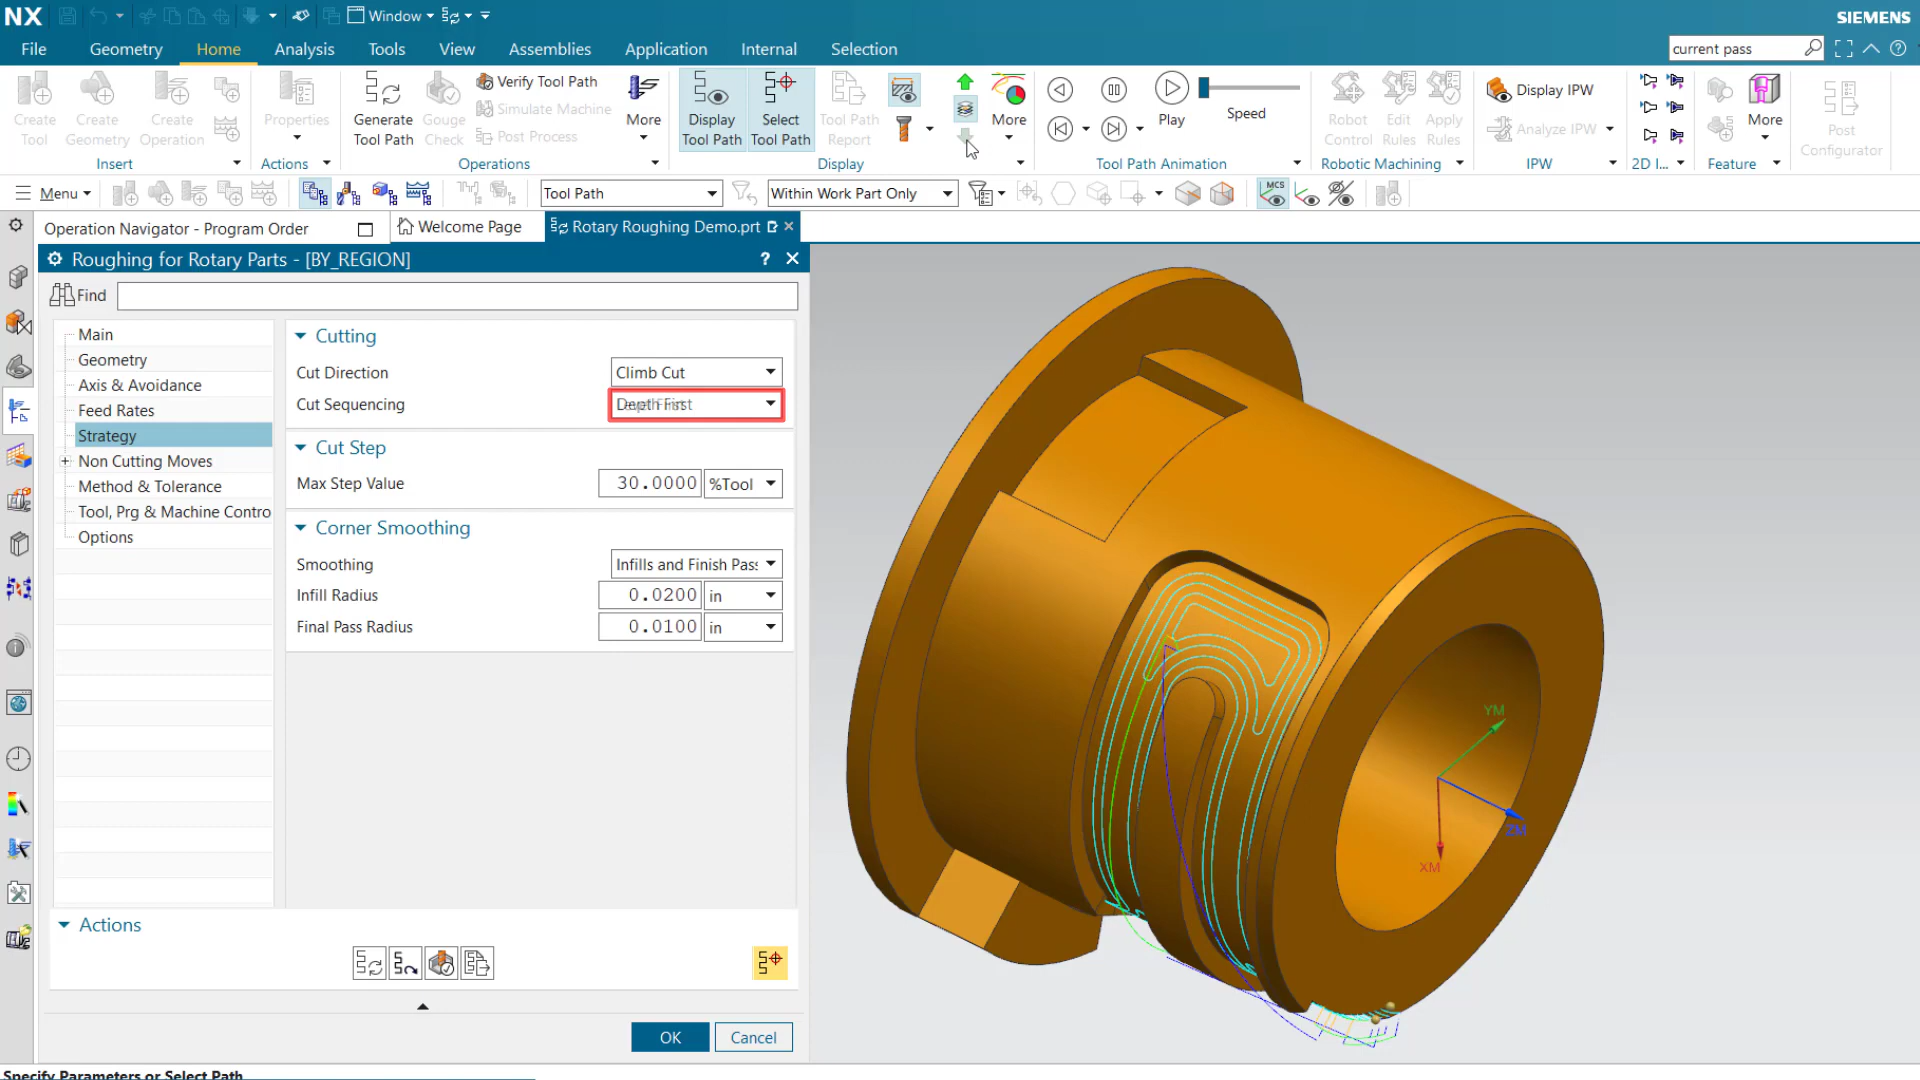 NX
Window
SIEMENS
File
Geometry
Home
Analysis
Tools
View
Assemblies
Application
Internal
Selection
current pass
Create
Tool
Create
Geometry
Create
Operation
Insert
Properties
Actions
Generate
Tool Path
Gouge
Check
Verify Tool Path
Simulate Machine
Post Process
More
Operations
Display
Tool Path
Select
Tool Path
Tool Path
Report
More
Display
Play
Speed
Tool Path Animation
Robot
Control
Edit
Rules
Apply
Rules
Robotic Machining
Display IPW
Analyze IPW
IPW
2D I...
More
Feature
Post
Configurator
Menu
Tool Path
Within Work Part Only
MCS
Operation Navigator - Program Order
Welcome Page
Rotary Roughing Demo.prt
Roughing for Rotary Parts - [BY_REGION]
Find
Main
Geometry
Axis & Avoidance
Feed Rates
Strategy
Non Cutting Moves
Method & Tolerance
Tool, Prg & Machine Contro
Options
Cutting
Cut Direction
Climb Cut
Cut Sequencing
Depth First
Cut Step
Max Step Value
30.0000
%Tool
Corner Smoothing
Smoothing
Infills and Finish Pas
Infill Radius
0.0200
in
Final Pass Radius
0.0100
in
Actions
OK
Cancel
YM
ZM
XM
Specify Parameters or Select Path